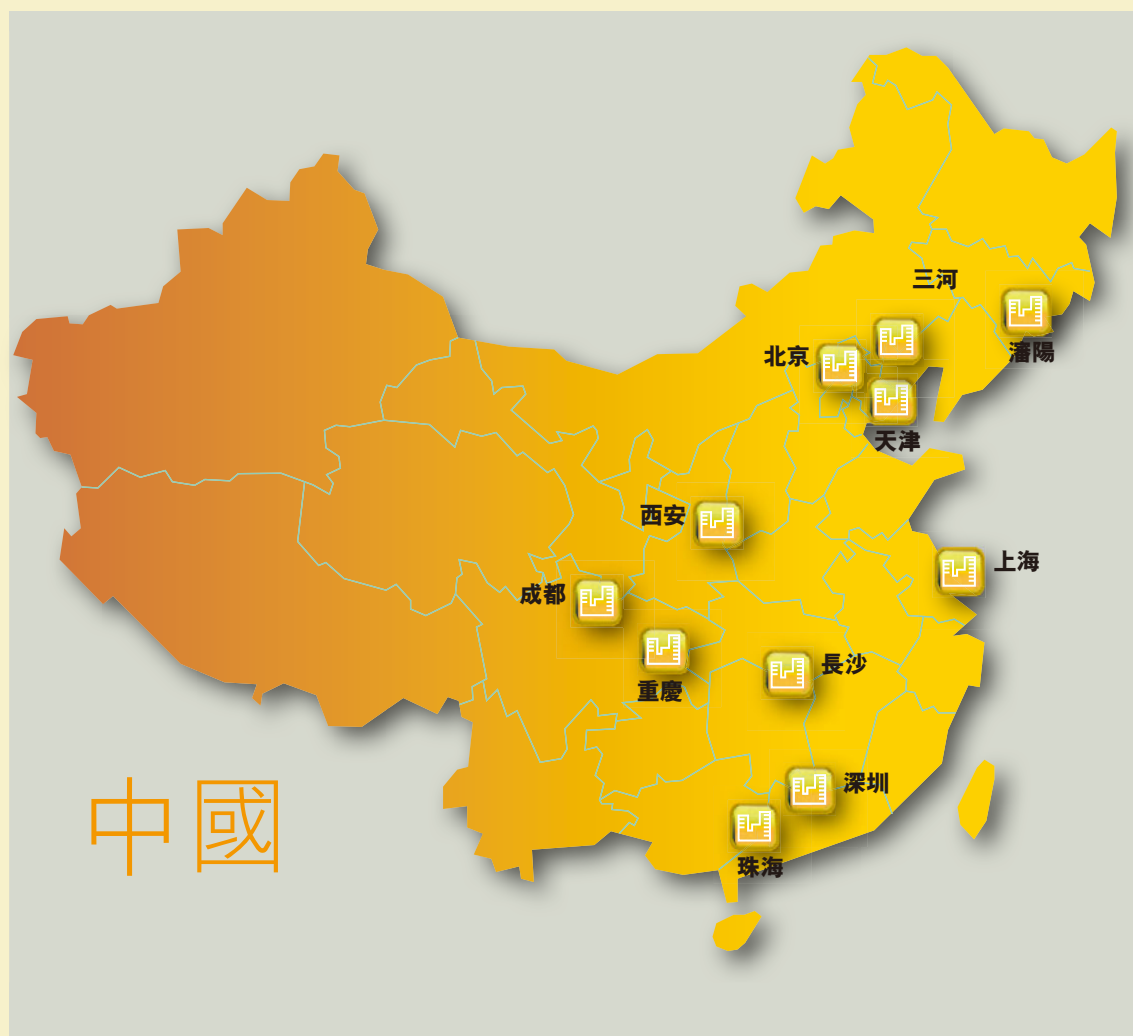 三河
北京
瀋陽
天津
西安
上海
成都
長沙
重慶
深圳
珠海
中國